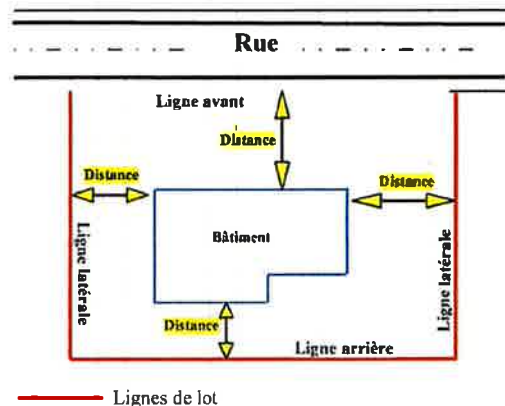 Rue
Ligne avant
Distance
Distance
Distance
Bâtiment
Ligne latérale
Ligne latérale
Distance
Ligne arrière
Lignes de lot